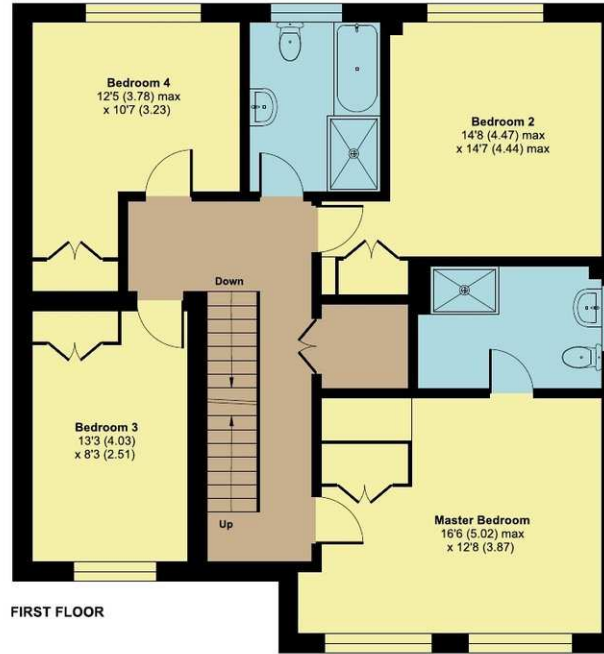 Bedroom 4
12'5 (3.78) max
x 10'7 (3.23)
Bedroom 2
14'8 (4.47) max
x 14'7 (4.44) max
Down
Bedroom 3
13'3 (4.03)
x 8'3 (2.51)
Up
Master Bedroom
16'6 (5.02) max
x 12'8 (3.87)
FIRST FLOOR